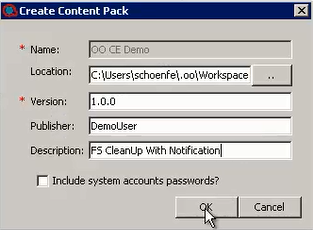 Create Content Pack
* Name: OO CE Demo
Location: C:\Users\schoenfe\.oo\Workspace ..
* Version: 1.0.0
Publisher: DemoUser
Description: FS CleanUp With Notification
Include system accounts passwords?
OK Cancel